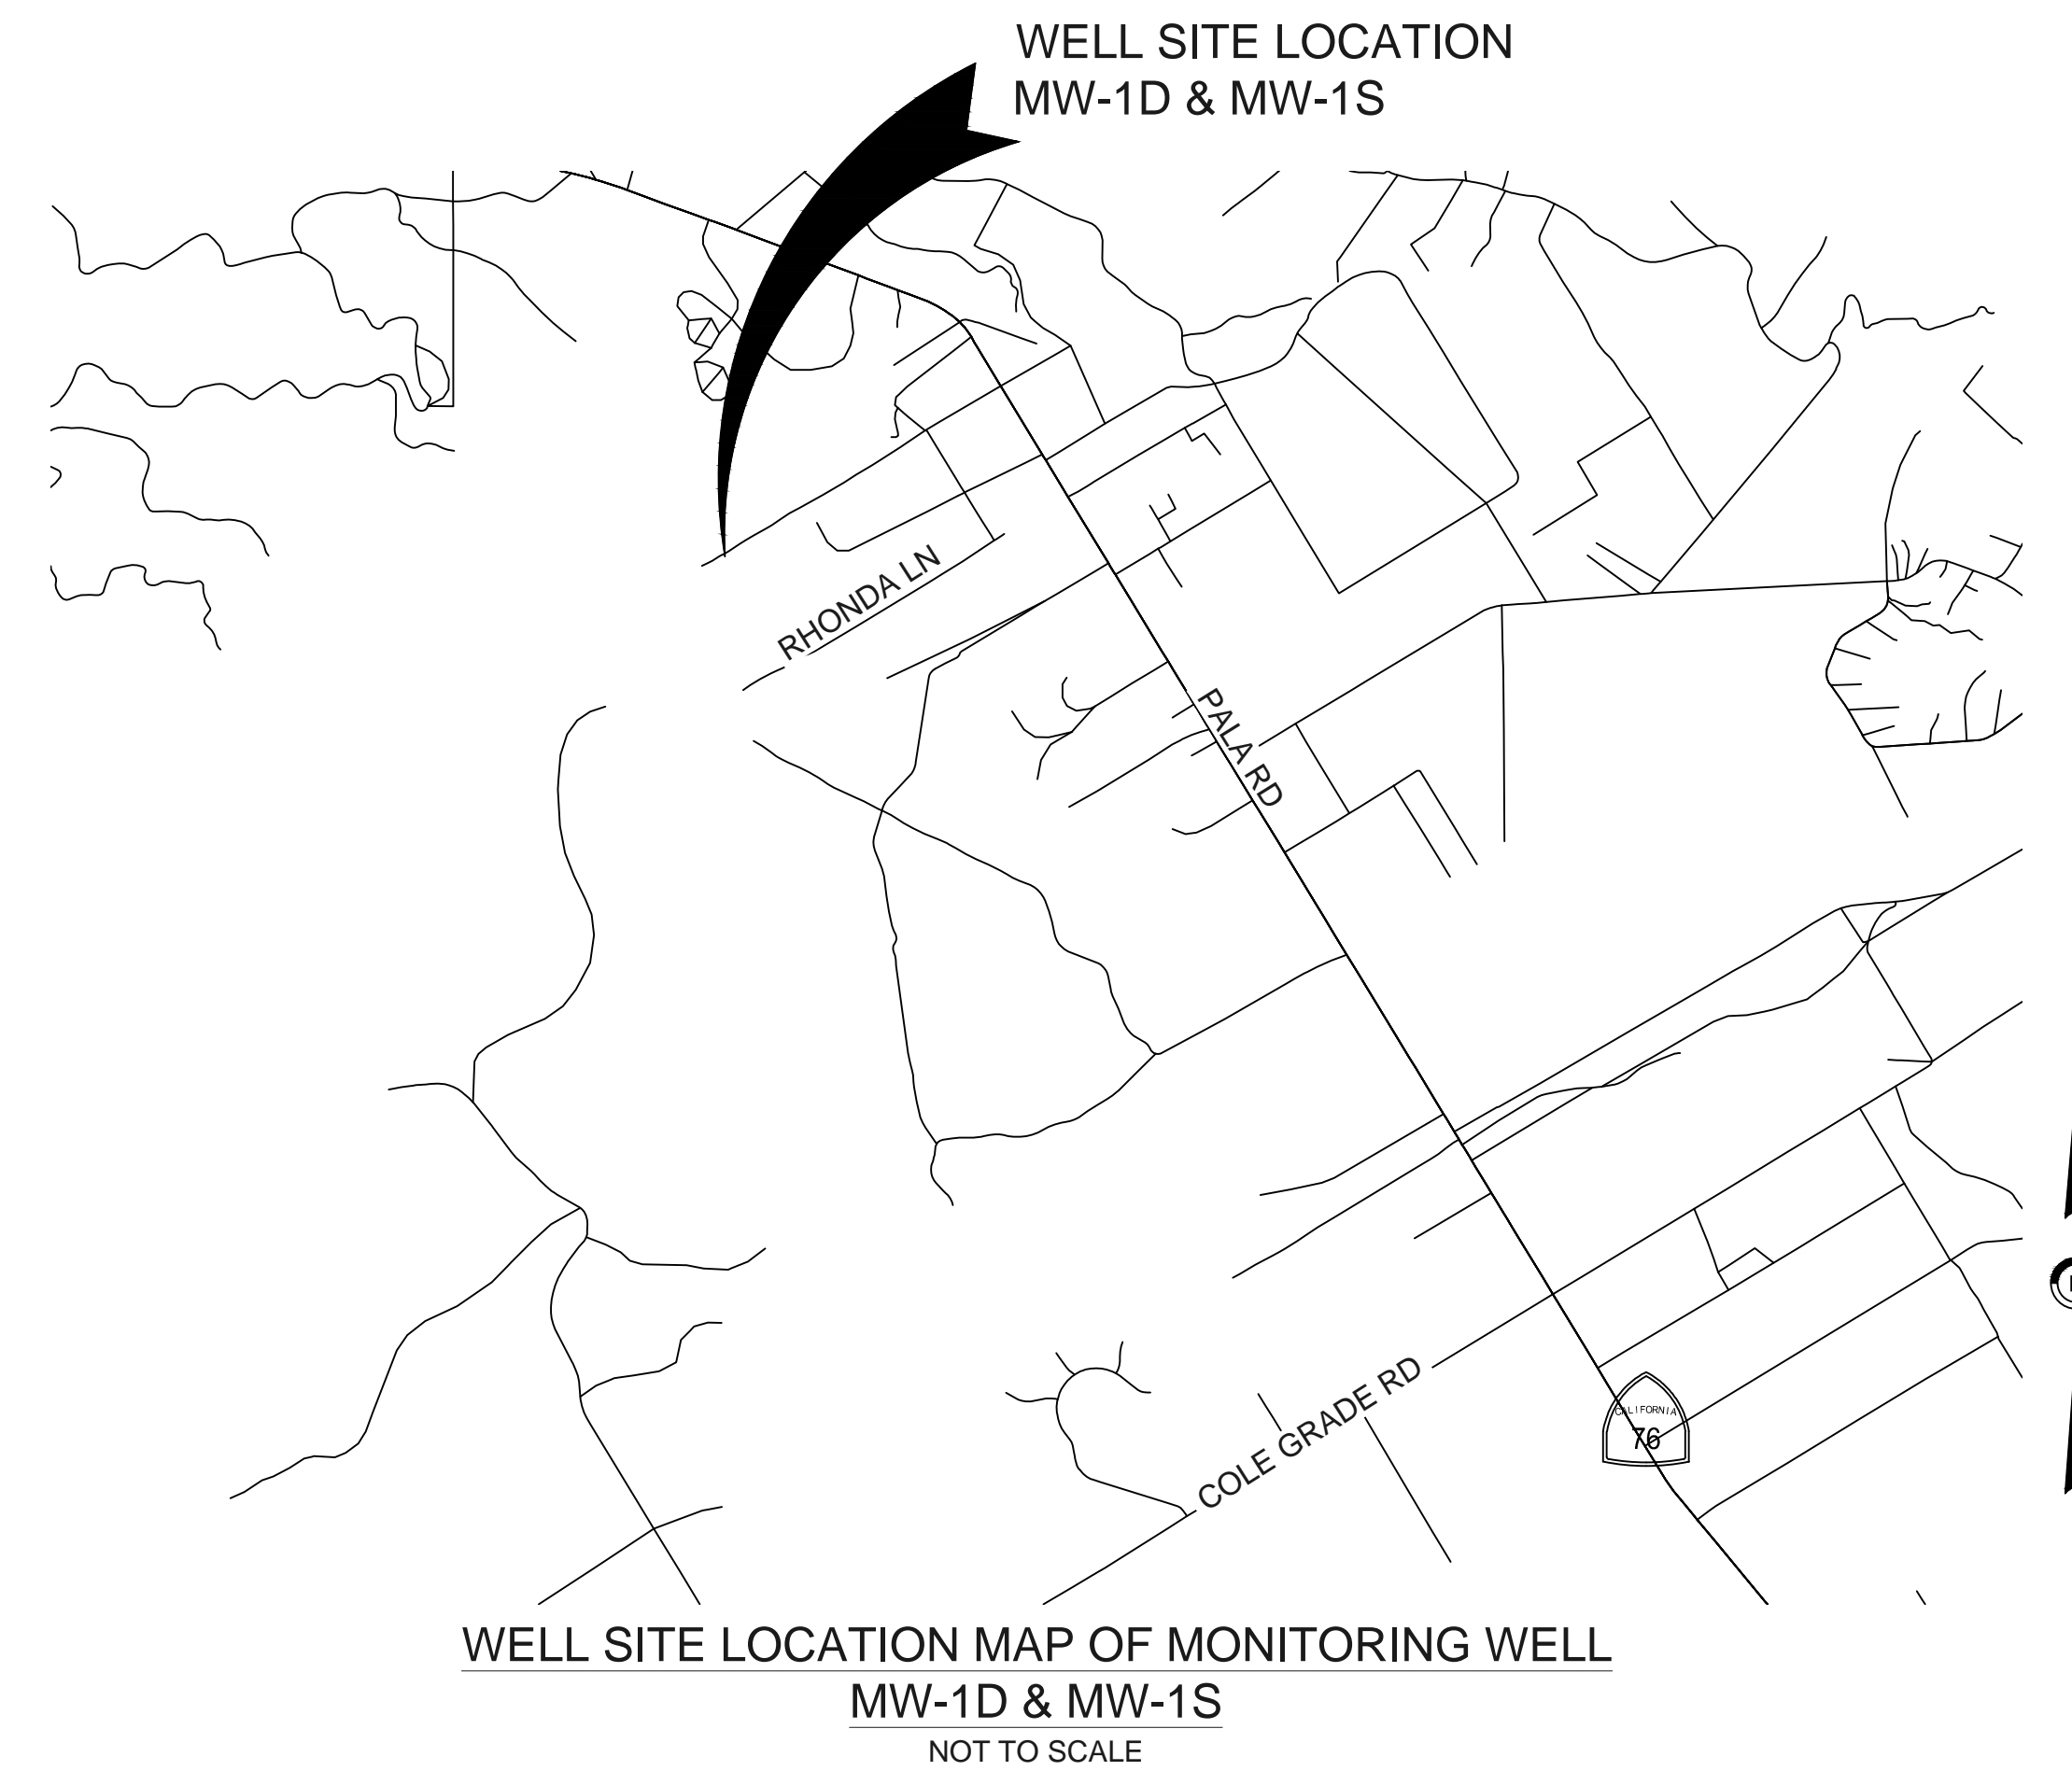 WELL SITE LOCATION
MW-1D & MW-1S
RHONDA LN
PALA RD
COLE GRADE RD
CALIFORNIA
76
WELL SITE LOCATION MAP OF MONITORING WELL
MW-1D & MW-1S
NOT TO SCALE